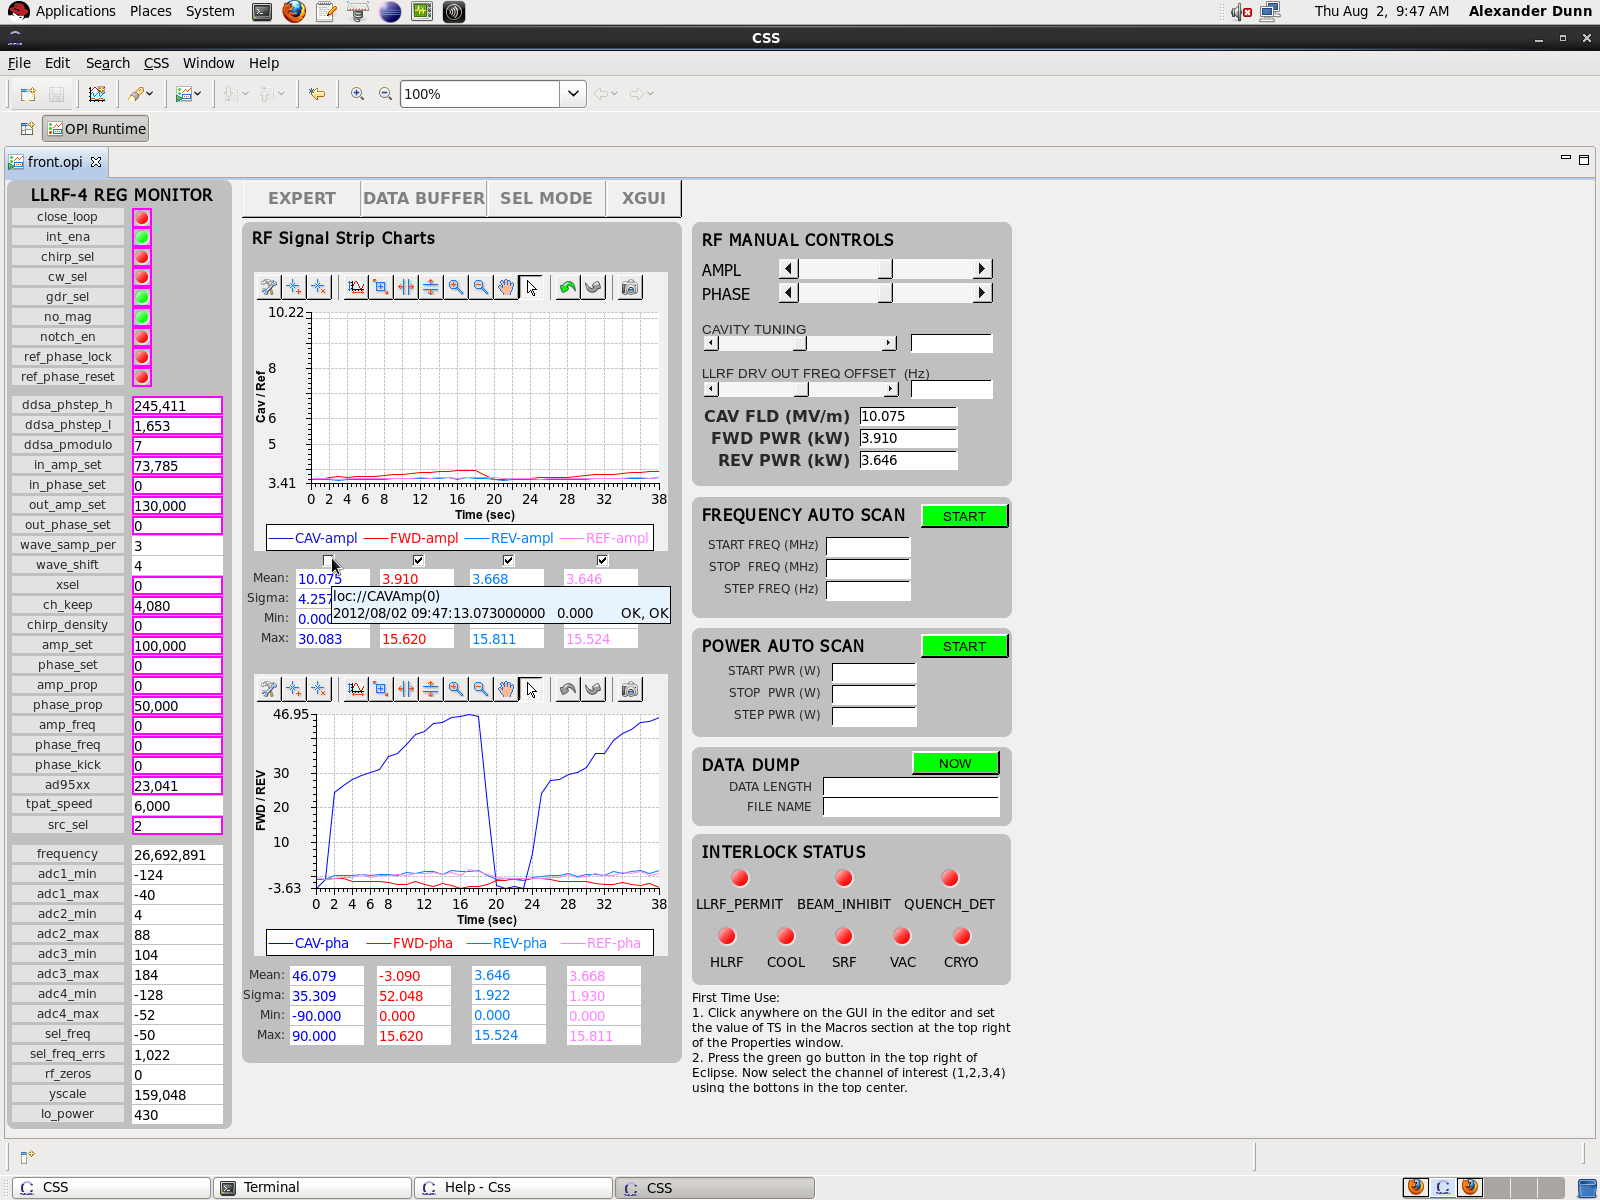 Applications Places System
Thu Aug 2, 9:47 AM Alexander Dunn
CSS
File Edit Search CSS Window Help
100%
OPI Runtime
front.opi
LLRF-4 REG MONITOR
close_loop
int_ena
chirp_sel
cw_sel
gdr_sel
no_mag
notch_en
ref_phase_lock
ref_phase_reset
ddsa_phstep_h 245,411
ddsa_phstep_l 1,653
ddsa_pmodulo 7
in_amp_set 73,785
in_phase_set 0
out_amp_set 130,000
out_phase_set 0
wave_samp_per 3
wave_shift 4
xsel 0
ch_keep 4,080
chirp_density 0
amp_set 100,000
phase_set 0
amp_prop 0
phase_prop 50,000
amp_freq 0
phase_freq 0
phase_kick 0
ad95xx 23,041
tpat_speed 6,000
src_sel 2
frequency 26,692,891
adc1_min -124
adc1_max -40
adc2_min 4
adc2_max 88
adc3_min 104
adc3_max 184
adc4_min -128
adc4_max -52
sel_freq -50
sel_freq_errs 1,022
rf_zeros 0
yscale 159,048
lo_power 430
EXPERT DATA BUFFER SEL MODE XGUI
RF Signal Strip Charts
10.22
8
6
5
3.41
Cav / Ref
0 2 4 6 8 12 16 20 24 28 32 38
Time (sec)
CAV-ampl FWD-ampl REV-ampl REF-ampl
Mean: 10.075 3.910 3.668 3.646
Sigma: 4.257
Min: 0.000
loc://CAVAmp(0)
2012/08/02 09:47:13.073000000 0.000 OK, OK
Max: 30.083 15.620 15.811 15.524
46.95
30
20
10
-3.63
FWD / REV
0 2 4 6 8 12 16 20 24 28 32 38
Time (sec)
CAV-pha FWD-pha REV-pha REF-pha
Mean: 46.079 -3.090 3.646 3.668
Sigma: 35.309 52.048 1.922 1.930
Min: -90.000 0.000 0.000 0.000
Max: 90.000 15.620 15.524 15.811
RF MANUAL CONTROLS
AMPL
PHASE
CAVITY TUNING
LLRF DRV OUT FREQ OFFSET (Hz)
CAV FLD (MV/m) 10.075
FWD PWR (kW) 3.910
REV PWR (kW) 3.646
FREQUENCY AUTO SCAN START
START FREQ (MHz)
STOP FREQ (MHz)
STEP FREQ (Hz)
POWER AUTO SCAN START
START PWR (W)
STOP PWR (W)
STEP PWR (W)
DATA DUMP NOW
DATA LENGTH
FILE NAME
INTERLOCK STATUS
LLRF_PERMIT BEAM_INHIBIT QUENCH_DET
HLRF COOL SRF VAC CRYO
First Time Use:
1. Click anywhere on the GUI in the editor and set
the value of TS in the Macros section at the top right
of the Properties window.
2. Press the green go button in the top right of
Eclipse. Now select the channel of interest (1,2,3,4)
using the bottons in the top center.
CSS Terminal Help - Css CSS